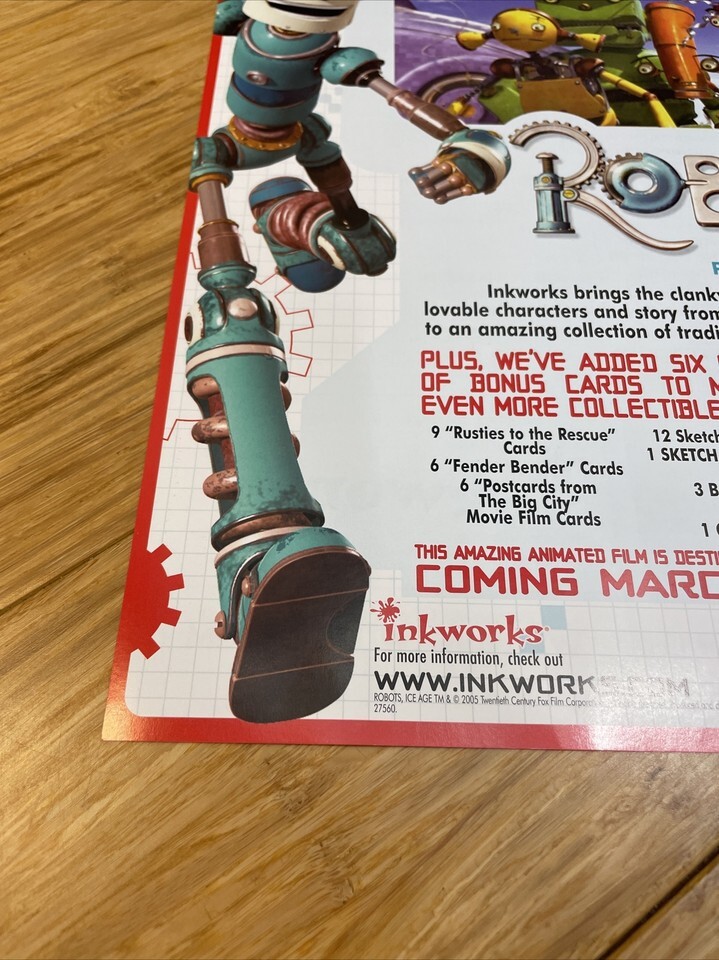 ROB
Inkworks brings the clanky
lovable characters and story from
to an amazing collection of tradi
PLUS, WE'VE ADDED SIX
OF BONUS CARDS TO
EVEN MORE COLLECTIBLE
9 "Rusties to the Rescue"
Cards
6 "Fender Bender" Cards
6 "Postcards from
The Big City"
Movie Film Cards
12 Sketch
1 SKETCH
3 B
1
THIS AMAZING ANIMATED FILM IS DESTI
COMING MARC
inkworks
For more information, check out
WWW.INKWORKS.COM
ROBOTS, ICE AGE TM & © 2005 Twentieth Century Fox Film Corporation
27560.